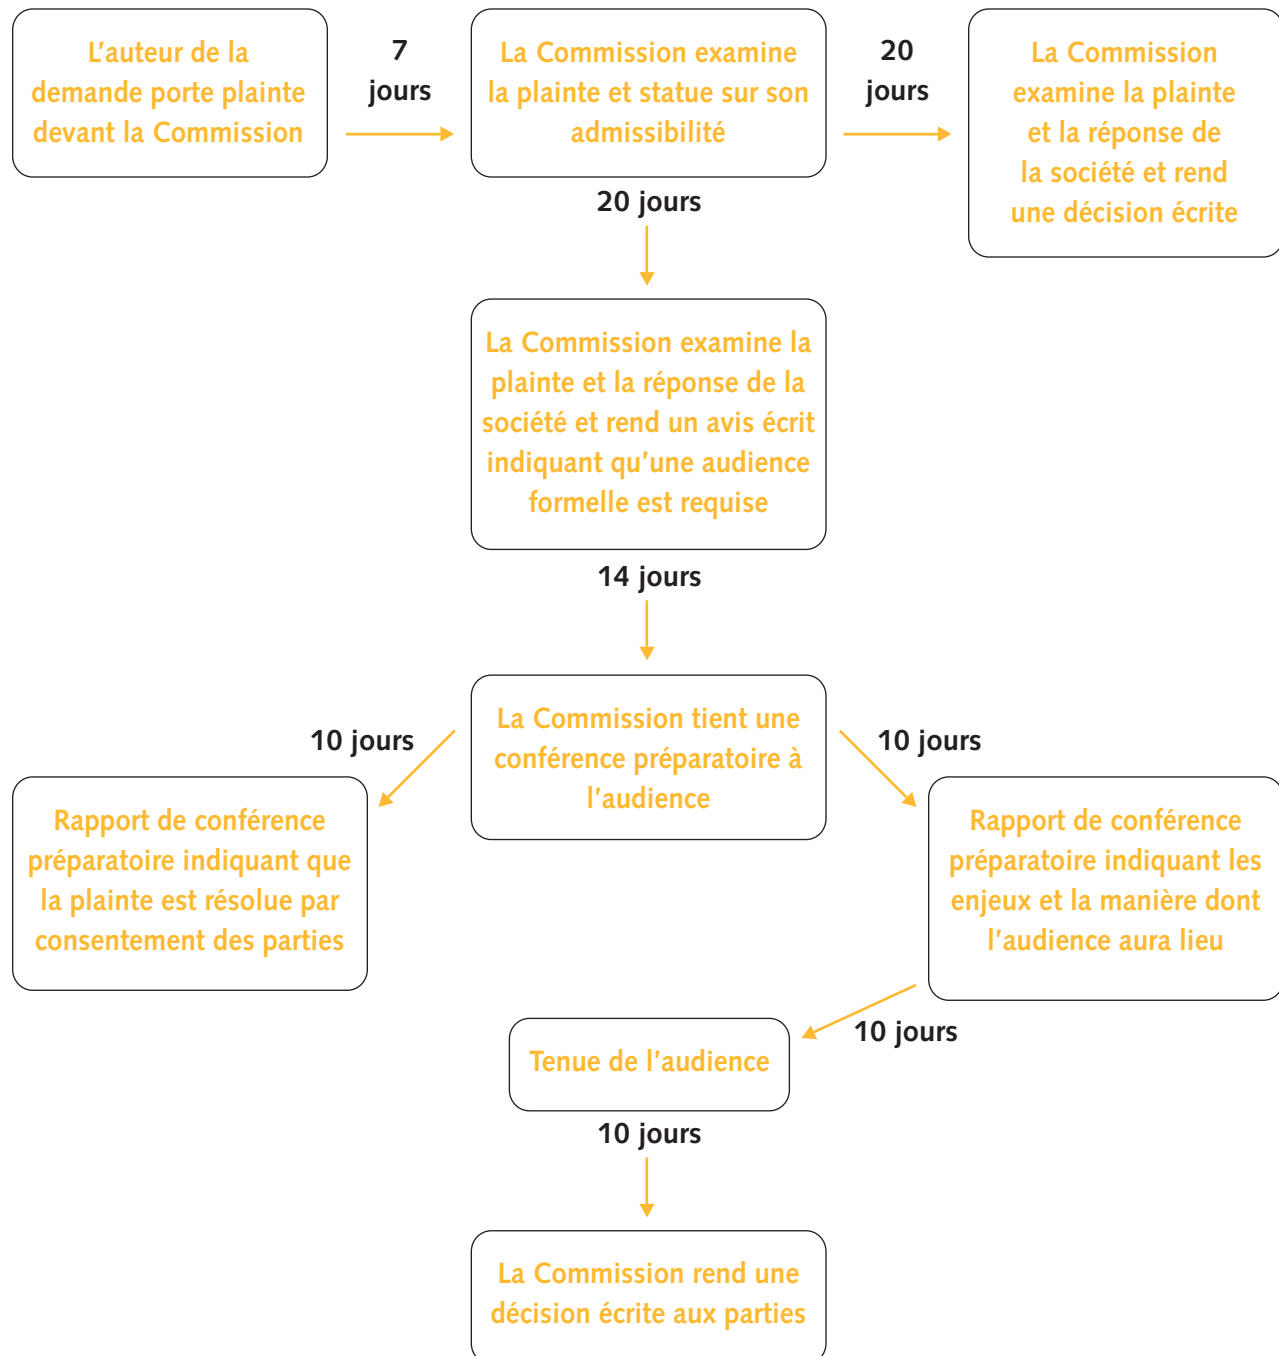 L'auteur de la
demande porte plainte
devant la Commission
7
jours
La Commission examine
la plainte et statue sur son
admissibilité
20
jours
La Commission
examine la plainte
et la réponse de
la société et rend
une décision écrite
20 jours
La Commission examine la
plainte et la réponse de la
société et rend un avis écrit
indiquant qu'une audience
formelle est requise
14 jours
La Commission tient une
conférence préparatoire à
l'audience
10 jours
10 jours
Rapport de conférence
préparatoire indiquant que
la plainte est résolue par
consentement des parties
Rapport de conférence
préparatoire indiquant les
enjeux et la manière dont
l'audience aura lieu
10 jours
Tenue de l'audience
10 jours
La Commission rend une
décision écrite aux parties